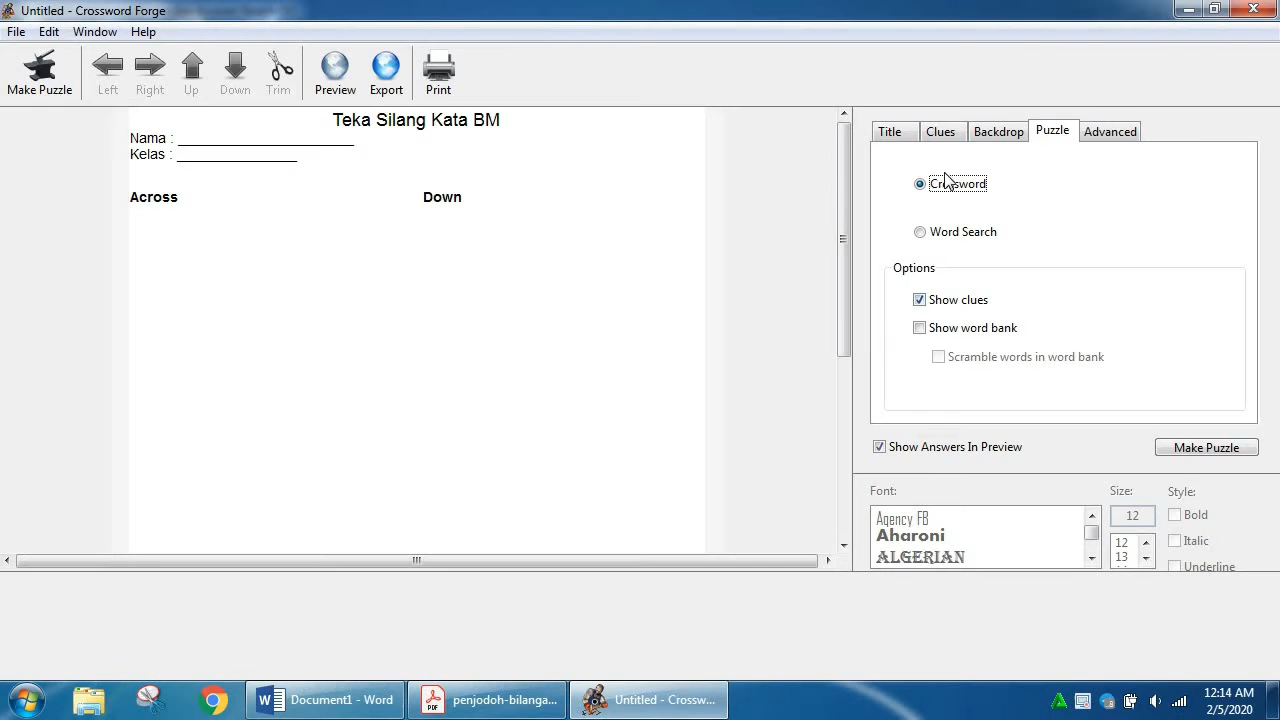 Untitled - Crossword Forge
File Edit Window Help
Make Puzzle Left Right Up Down Trim Preview Export Print
Teka Silang Kata BM
Nama : ______________________
Kelas : _______________
Across Down
Title Clues Backdrop Puzzle Advanced
Crossword
Word Search
Options
Show clues
Show word bank
Scramble words in word bank
Show Answers In Preview Make Puzzle
Font: Size: Style:
Agency FB 12 Bold
Aharoni 12 Italic
ALGERIAN 13 Underline
Document1 - Word penjodoh-bilanga... Untitled - Crossw...
12:14 AM
2/5/2020